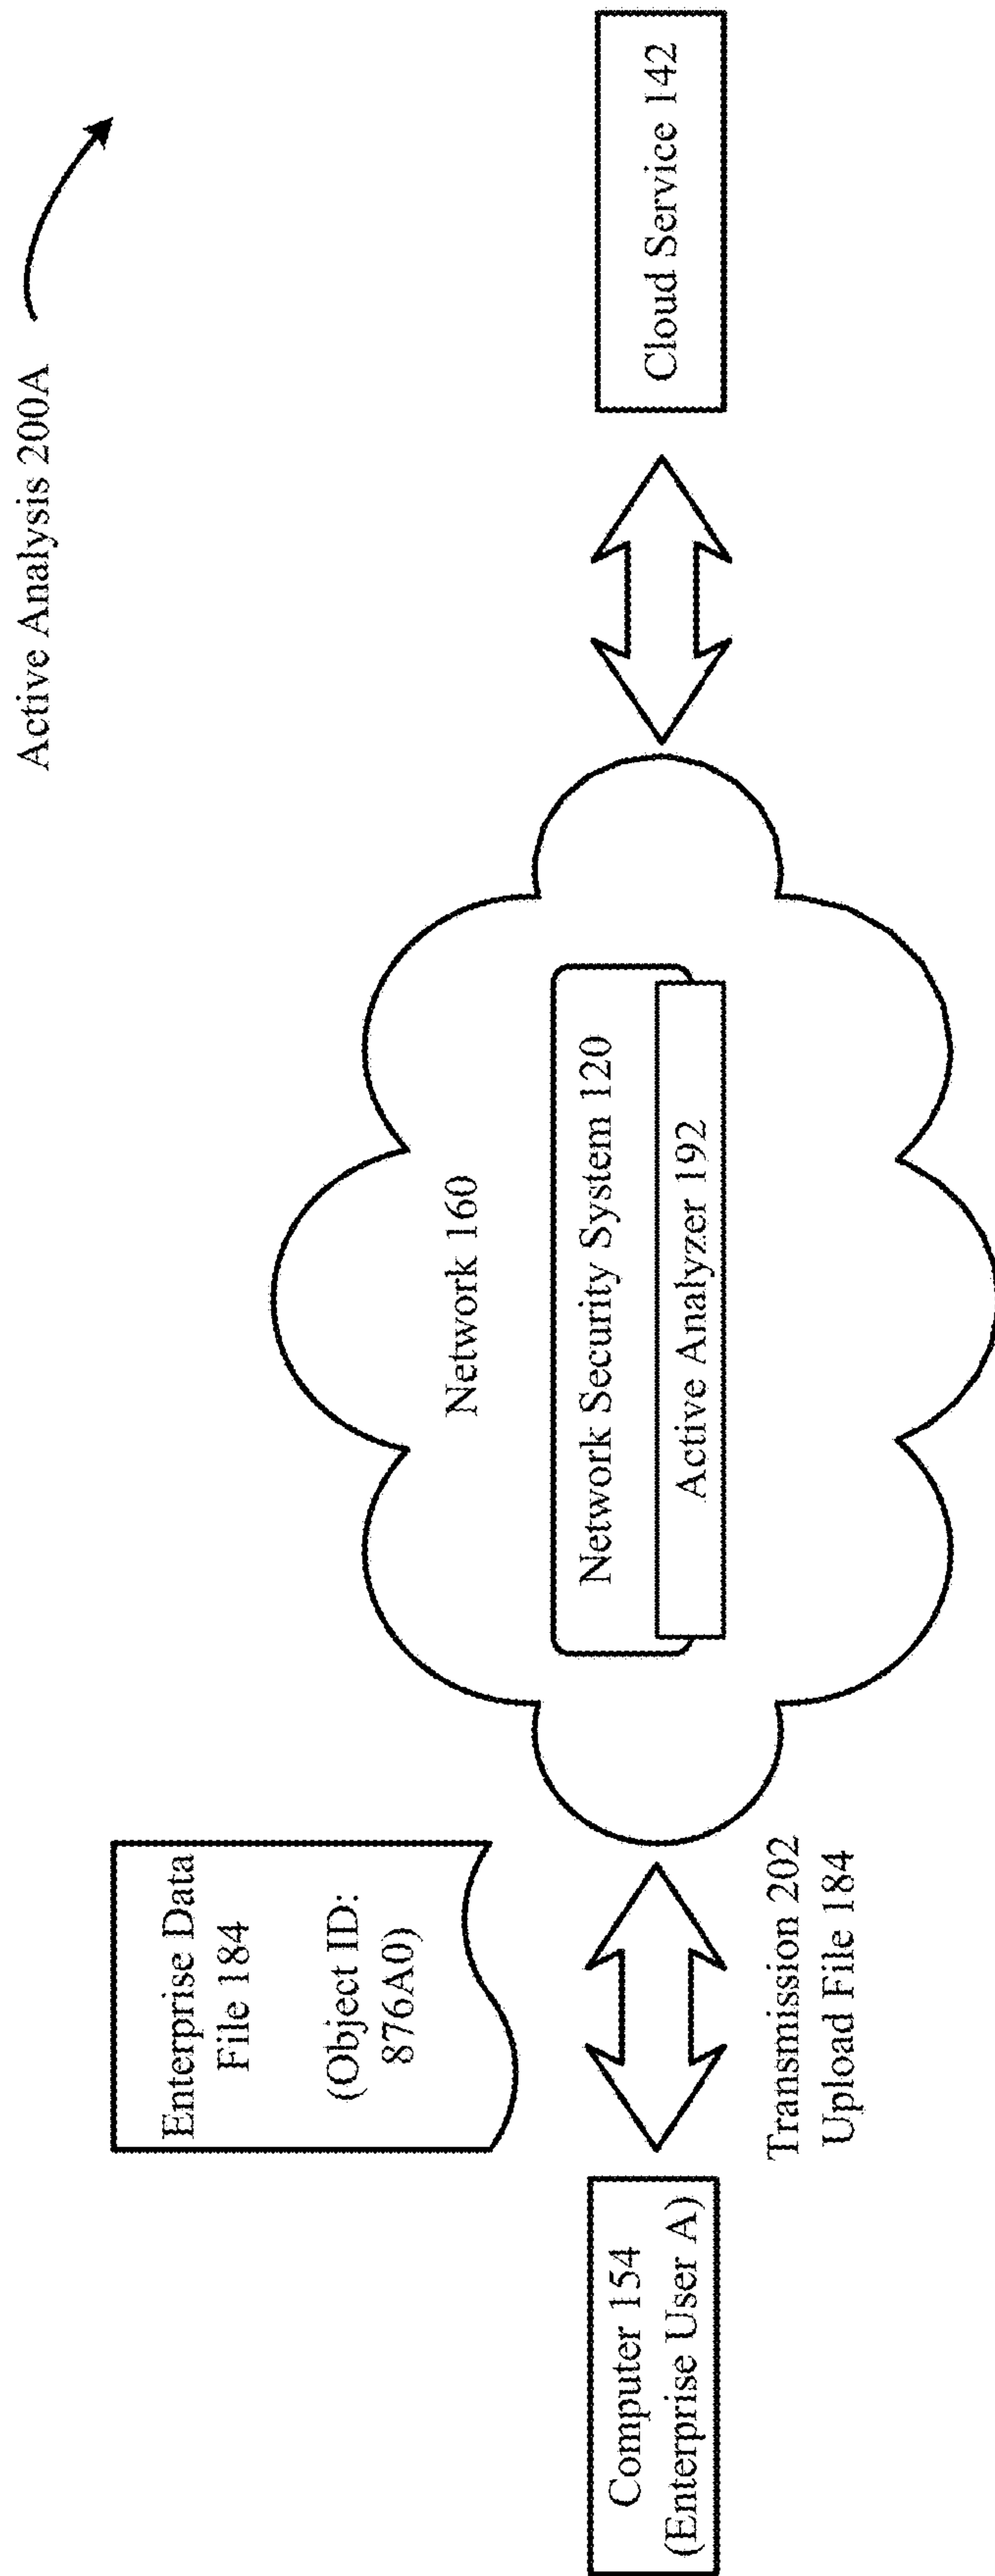 Active Analysis 200A
Enterprise Data
File 184
(Object ID:
876A0)
Computer 154
(Enterprise User A)
Transmission 202
Upload File 184
Network 160
Network Security System 120
Active Analyzer 192
Cloud Service 142